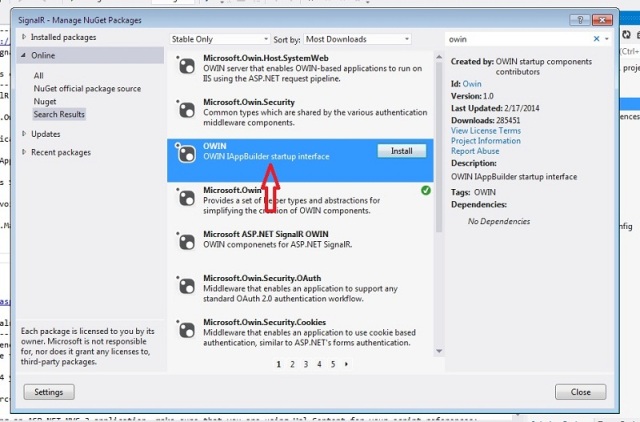 SignalR - Manage NuGet Packages
Installed packages
Online
All
NuGet official package source
Nuget
Search Results
Updates
Recent packages
Each package is licensed to you by its
owner. Microsoft is not responsible
for, nor does it grant any licenses to,
third-party packages.
Settings
Stable Only
Sort by: Most Downloads
Microsoft.Owin.Host.SystemWeb
OWIN server that enables OWIN-based applications to run on
IIS using the ASP.NET request pipeline.
Microsoft.Owin.Security
Common types which are shared by the various authentication
middleware components.
OWIN
OWIN IAppBuilder startup interface
Install
Microsoft.Owin
Provides a set of helper types and abstractions for
simplifying the creation of OWIN components.
Microsoft ASP.NET SignalR OWIN
OWIN componenets for ASP.NET SignalR.
Microsoft.Owin.Security.OAuth
Middleware that enables an application to support any
standard OAuth 2.0 authentication workflow.
Microsoft.Owin.Security.Cookies
Middleware that enables an application to use cookie based
authentication, similar to ASP.NET's forms authentication.
1 2 3 4 5
owin
Created by: OWIN startup components
contributors
Id: Owin
Version: 1.0
Last Updated: 2/17/2014
Downloads: 285451
View License Terms
Project Information
Report Abuse
Description:
OWIN IAppBuilder startup interface
Tags: OWIN
Dependencies:
No Dependencies
Close